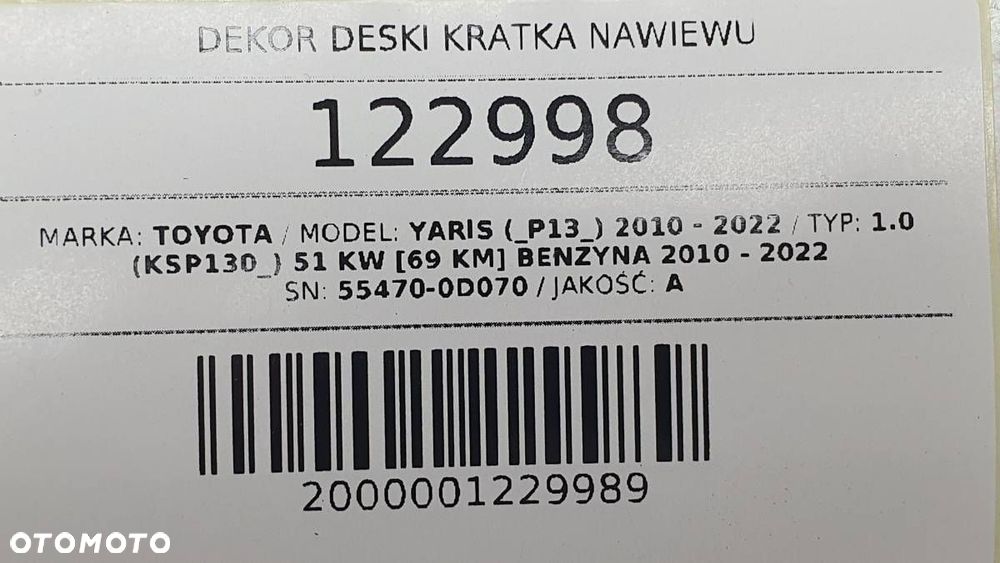 DEKOR DESKI KRATKA NAWIEWU
122998
MARKA: TOYOTA / MODEL: YARIS (_P13_) 2010 - 2022 / TYP: 1.0
(KSP130_) 51 KW [69 KM] BENZYNA 2010 - 2022
SN: 55470-0D070 / JAKOŚĆ: A
2000001229989
OTOMOTO